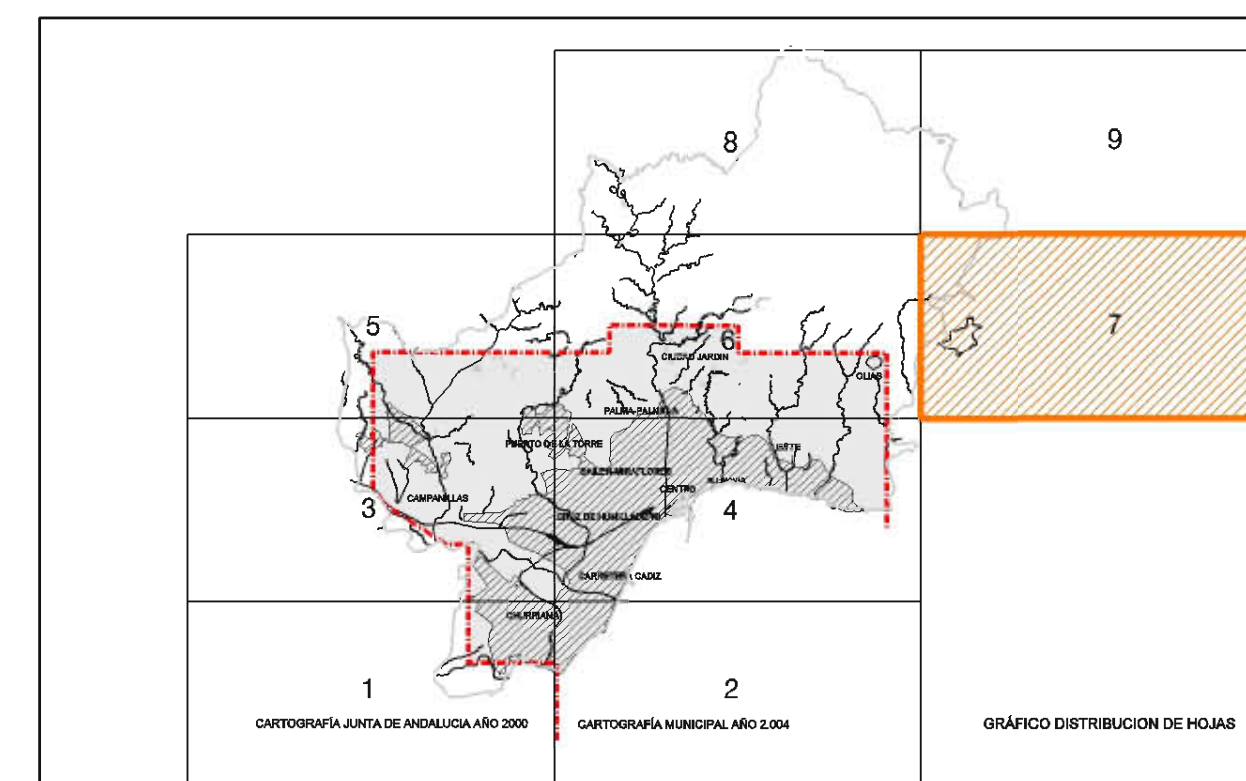 8
9
5
6
7
CIUDAD JARDIN
OLIAS
PALMA-PALMILLA
PUERTO DE LA TORRE
ESTE
BAILEN-MIRAFLORES
CENTRO
CAMPANILLAS
3
4
CRUZ DE HUMILLADERO
CARRETERA CADIZ
CHURRIANA
1
2
CARTOGRAFÍA JUNTA DE ANDALUCIA AÑO 2000
CARTOGRAFÍA MUNICIPAL AÑO 2.004
GRÁFICO DISTRIBUCION DE HOJAS